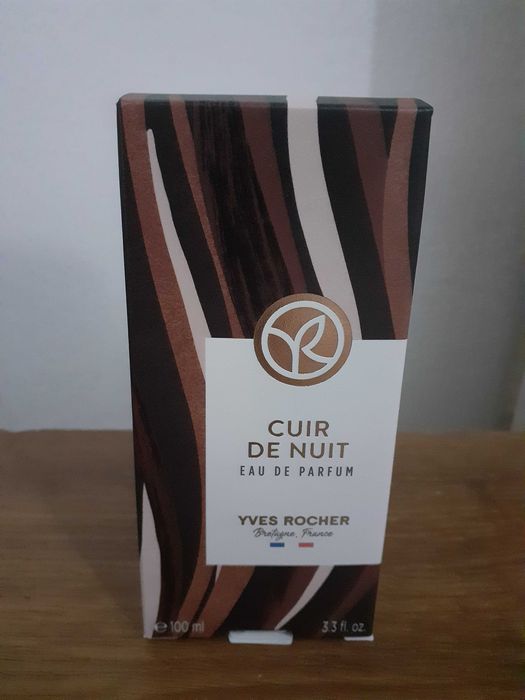 CUIR
DE NUIT
EAU DE PARFUM
YVES ROCHER
Bretagne, France
℮ 100 ml
3.3 fl. oz.